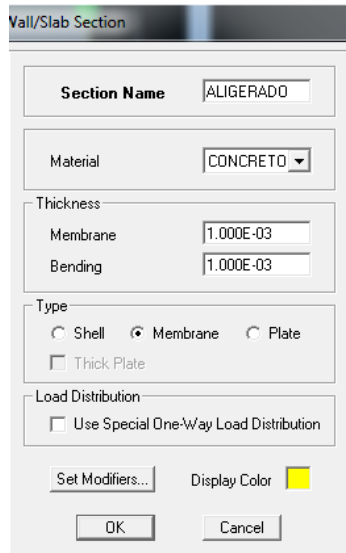 Wall/Slab Section
Section Name ALIGERADO
Material CONCRETO
Thickness
Membrane 1.000E-03
Bending 1.000E-03
Type
Shell Membrane Plate
Thick Plate
Load Distribution
Use Special One-Way Load Distribution
Set Modifiers... Display Color
OK Cancel